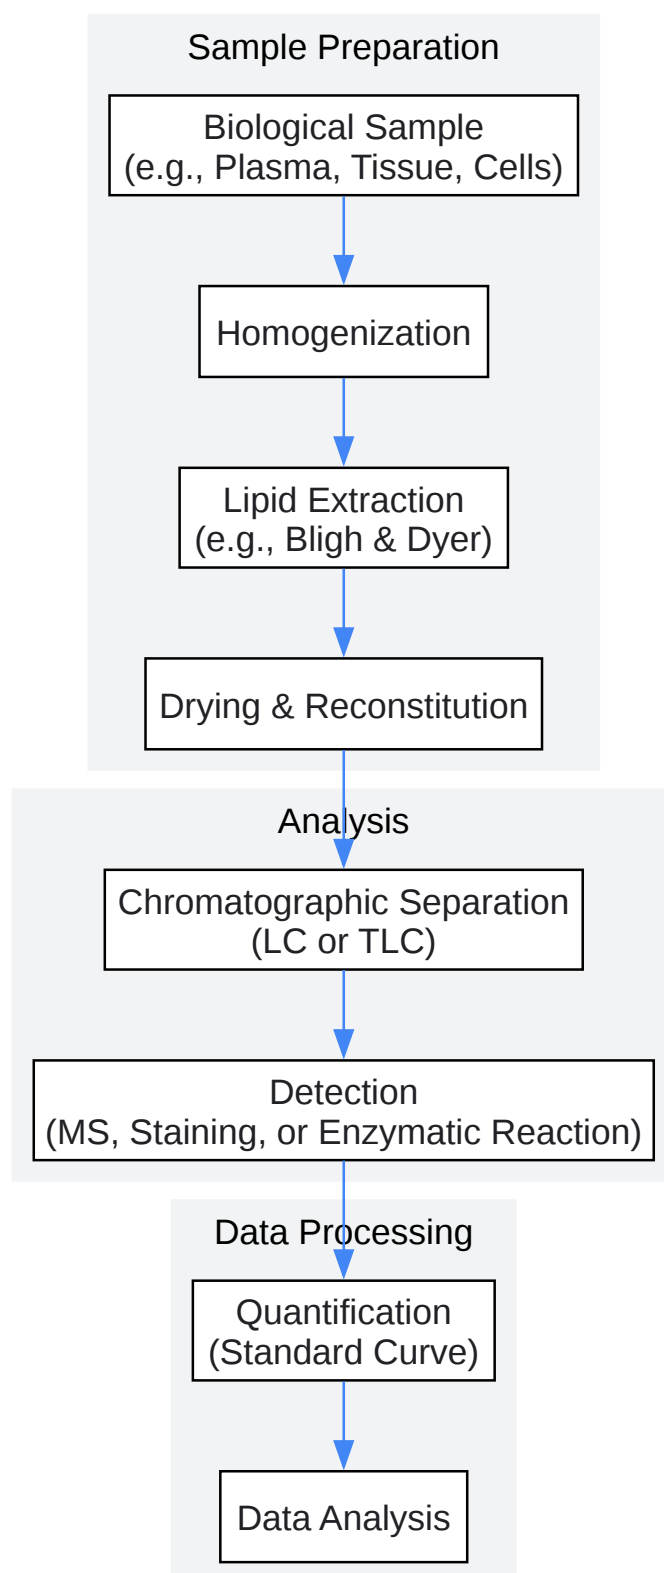 Sample Preparation
Biological Sample
(e.g., Plasma, Tissue, Cells)
Homogenization
Lipid Extraction
(e.g., Bligh & Dyer)
Drying & Reconstitution
Analysis
Chromatographic Separation
(LC or TLC)
Detection
(MS, Staining, or Enzymatic Reaction)
Data Processing
Quantification
(Standard Curve)
Data Analysis